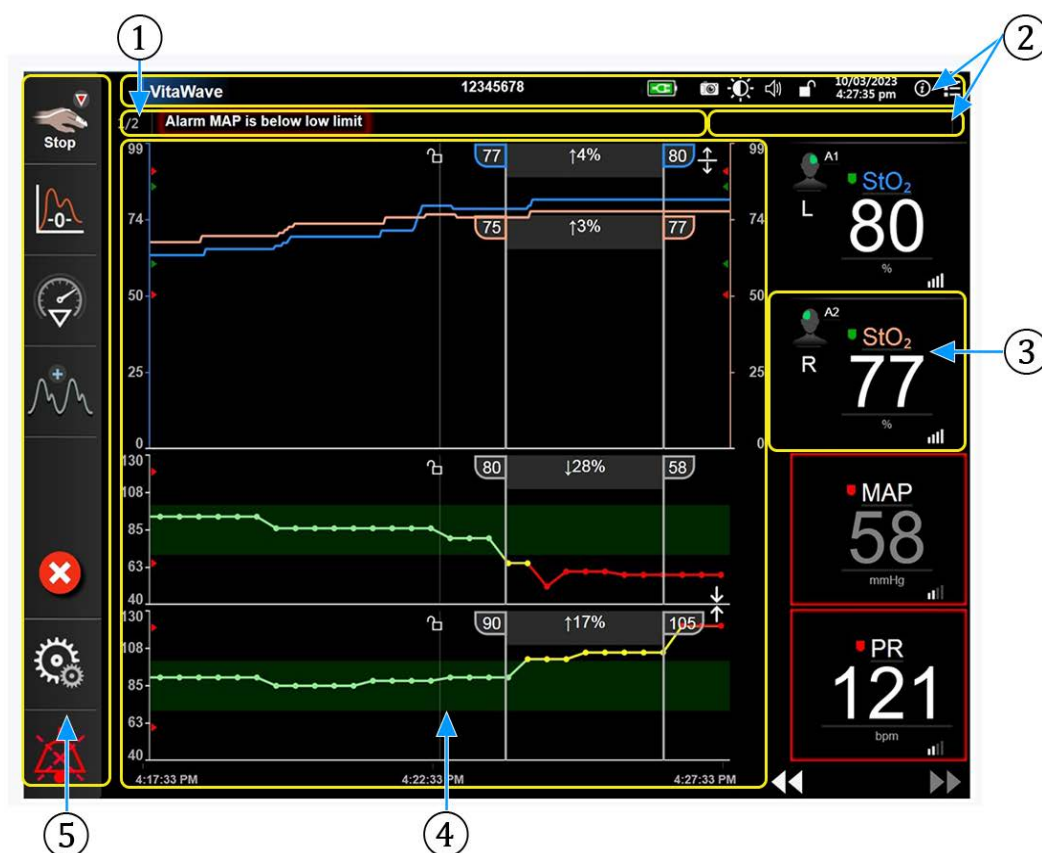 ① ②
VitaWave 12345678 10/03/2023
4:27:35 pm
1/2 Alarm MAP is below low limit
Stop
-0-
99 77 ↑4% 80 99
74 75 ↑3% 77 74
50 50
25 25
0 0
A1
StO₂
L
80
%
A2
StO₂
R
77
%
③
130 80 ↓28% 58
108
85
63
40
MAP
58
mmHg
130 90 ↑17% 105
108
85
63
40
PR
121
bpm
4:17:33 PM 4:22:33 PM 4:27:33 PM
⑤ ④